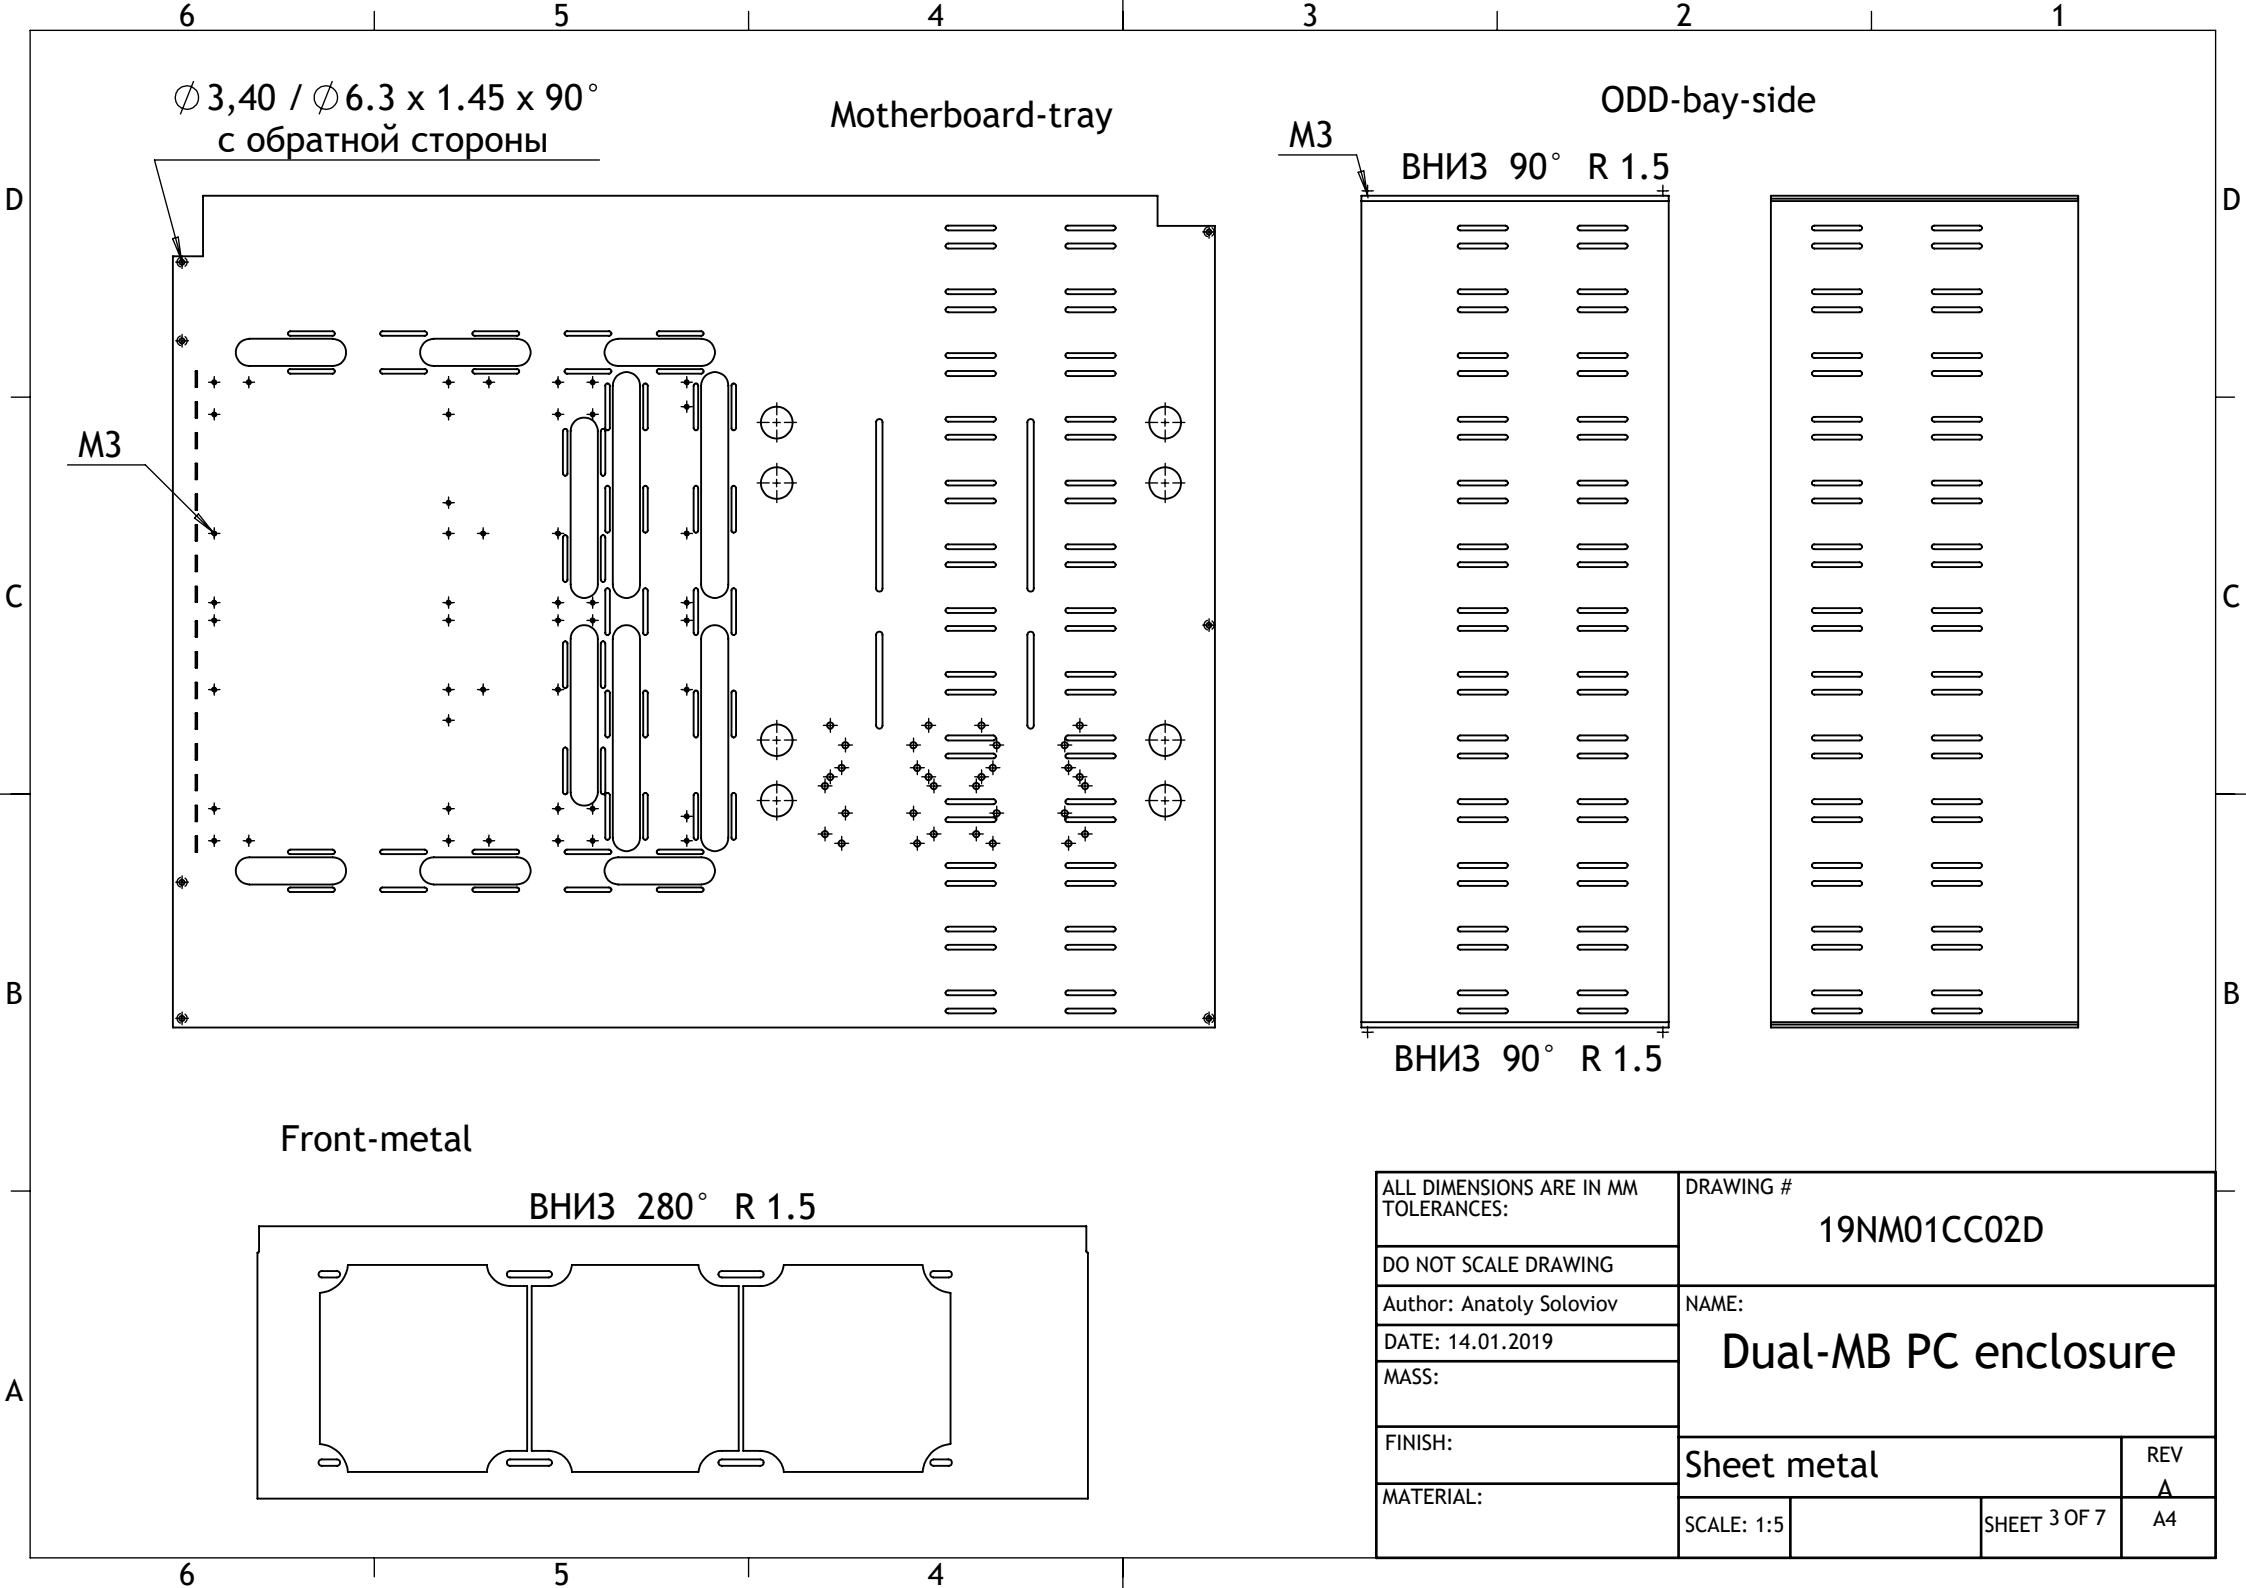 6 5 4 3 2 1
∅3,40 / ∅6.3 x 1.45 x 90°
с обратной стороны
Motherboard-tray
ODD-bay-side
M3
ВНИЗ 90° R 1.5
D D
M3
C C
B B
ВНИЗ 90° R 1.5
Front-metal
ВНИЗ 280° R 1.5
A
ALL DIMENSIONS ARE IN MM
TOLERANCES:
DO NOT SCALE DRAWING
Author: Anatoly Soloviov
DATE: 14.01.2019
MASS:
FINISH:
MATERIAL:
DRAWING #
19NM01CC02D
NAME:
Dual-MB PC enclosure
Sheet metal
REV
A
SCALE: 1:5
SHEET 3 OF 7
A4
6 5 4